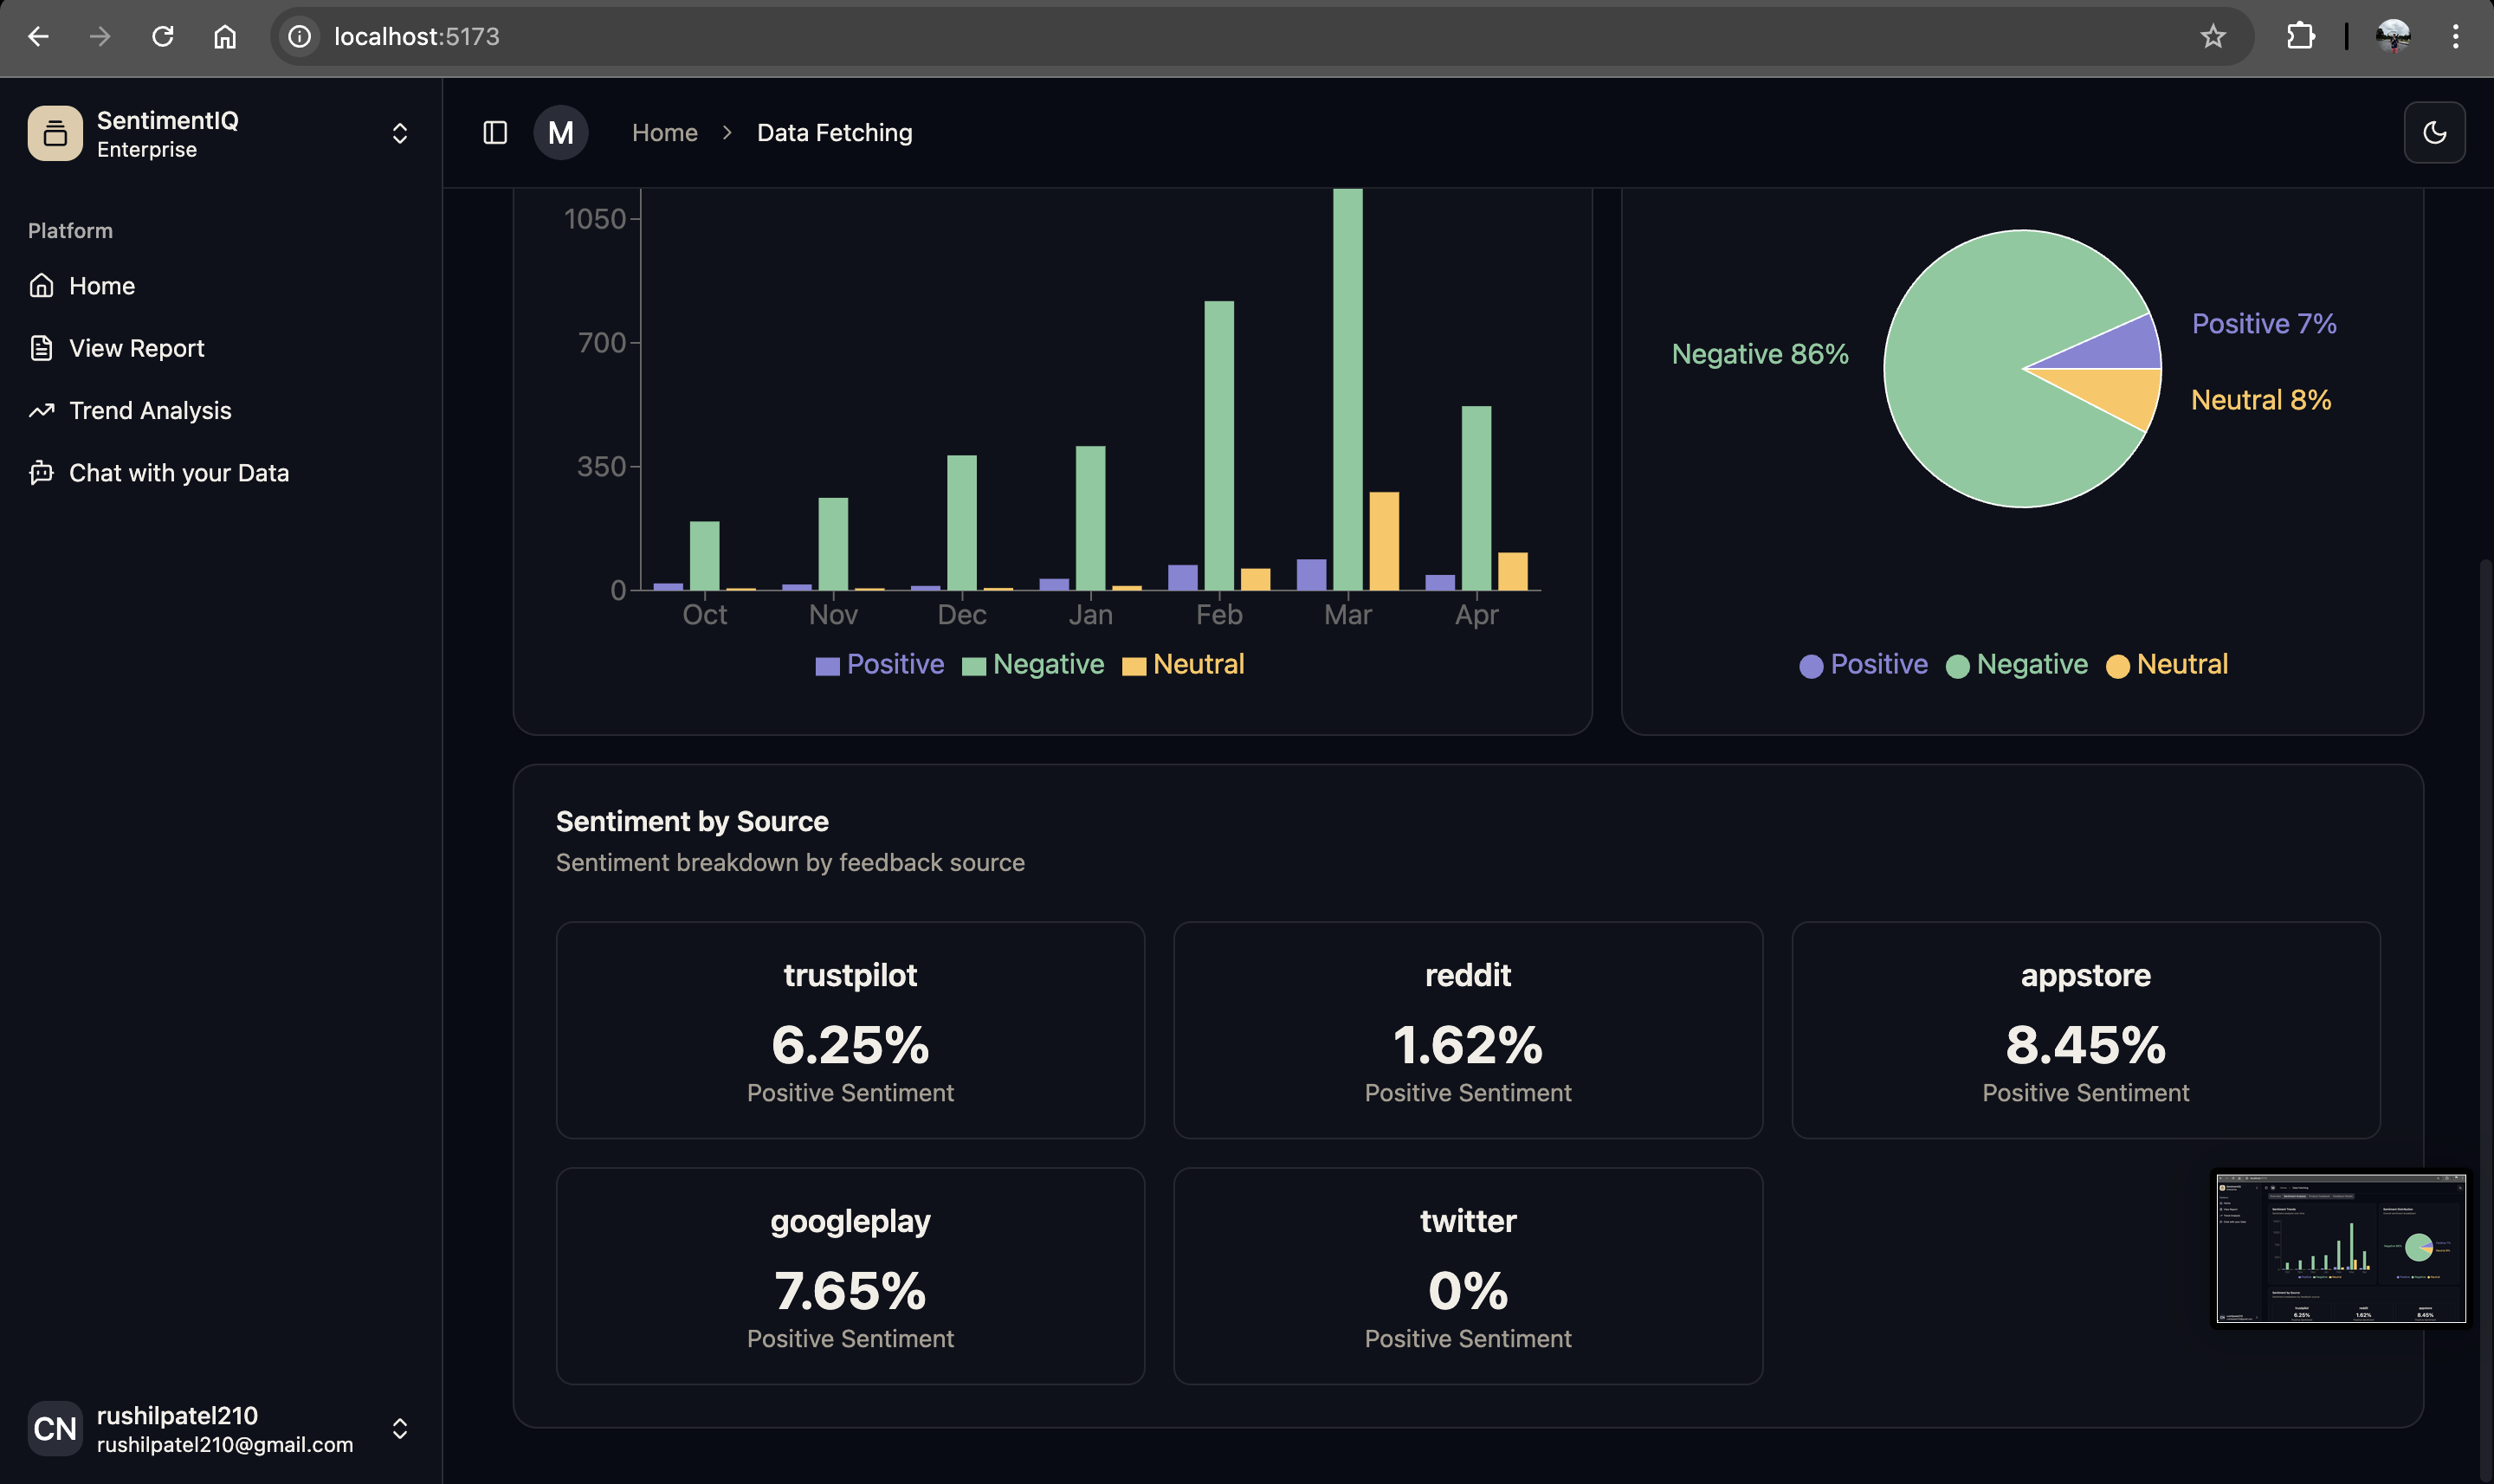 localhost:5173
SentimentIQ
Enterprise
Platform
Home
View Report
Trend Analysis
Chat with your Data
CN
rushilpatel210
rushilpatel210@gmail.com
M
Home
Data Fetching
1050
700
350
0
Oct
Nov
Dec
Jan
Feb
Mar
Apr
Positive
Negative
Neutral
Negative 86%
Positive 7%
Neutral 8%
Positive
Negative
Neutral
Sentiment by Source
Sentiment breakdown by feedback source
trustpilot
6.25%
Positive Sentiment
reddit
1.62%
Positive Sentiment
appstore
8.45%
Positive Sentiment
googleplay
7.65%
Positive Sentiment
twitter
0%
Positive Sentiment